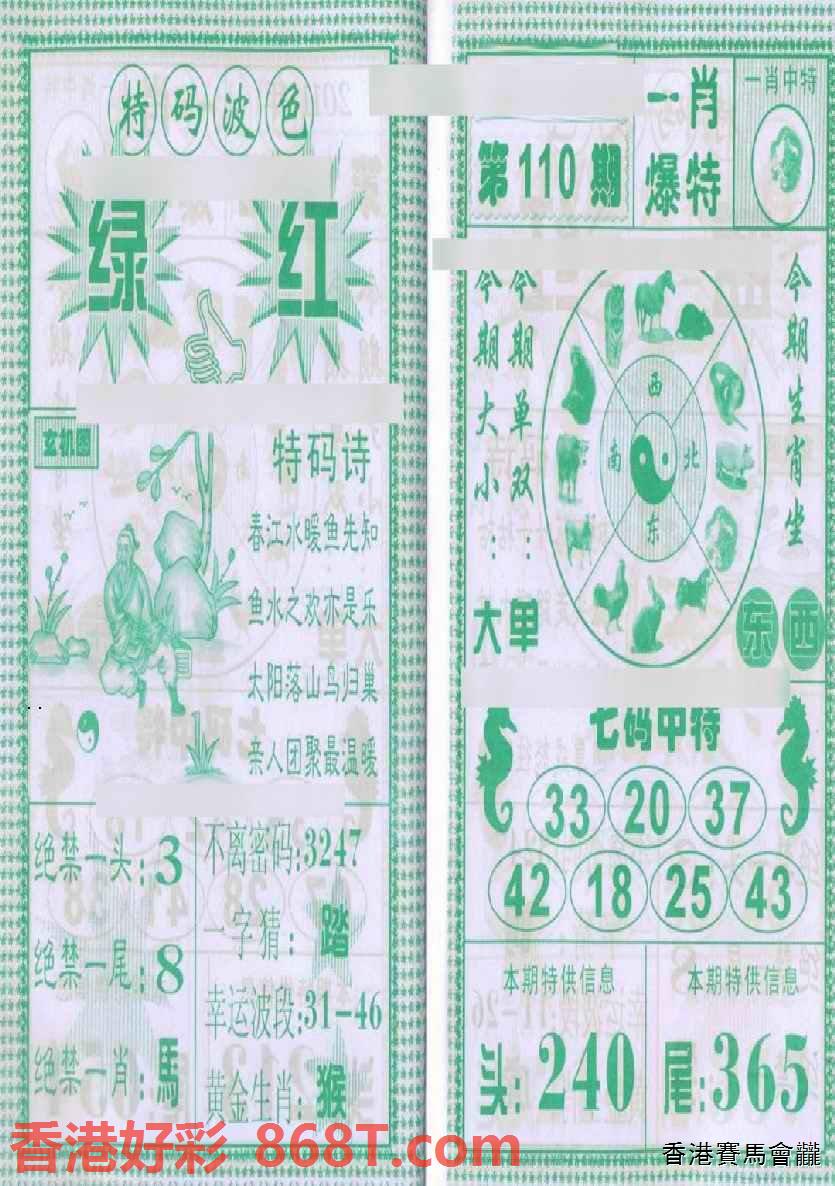 特码波色
绿 红
玄机图
特码诗
春江水暖鱼先知
鱼水之欢亦是乐
太阳落山鸟归巢
亲人团聚最温暖
绝禁一头:3
绝禁一尾:8
绝禁一肖:馬
不离密码:3247
一字猜:踏
幸运波段:31-46
黄金生肖:猴
第110期
一肖
爆特
一肖中特
今期大小:大
今期单双:单
西
南 北
东
今期生肖坐
东西
七码中特
33 20 37
42 18 25 43
本期特供信息
头:240
本期特供信息
尾:365
香港好彩 868T.com
香港賽馬會